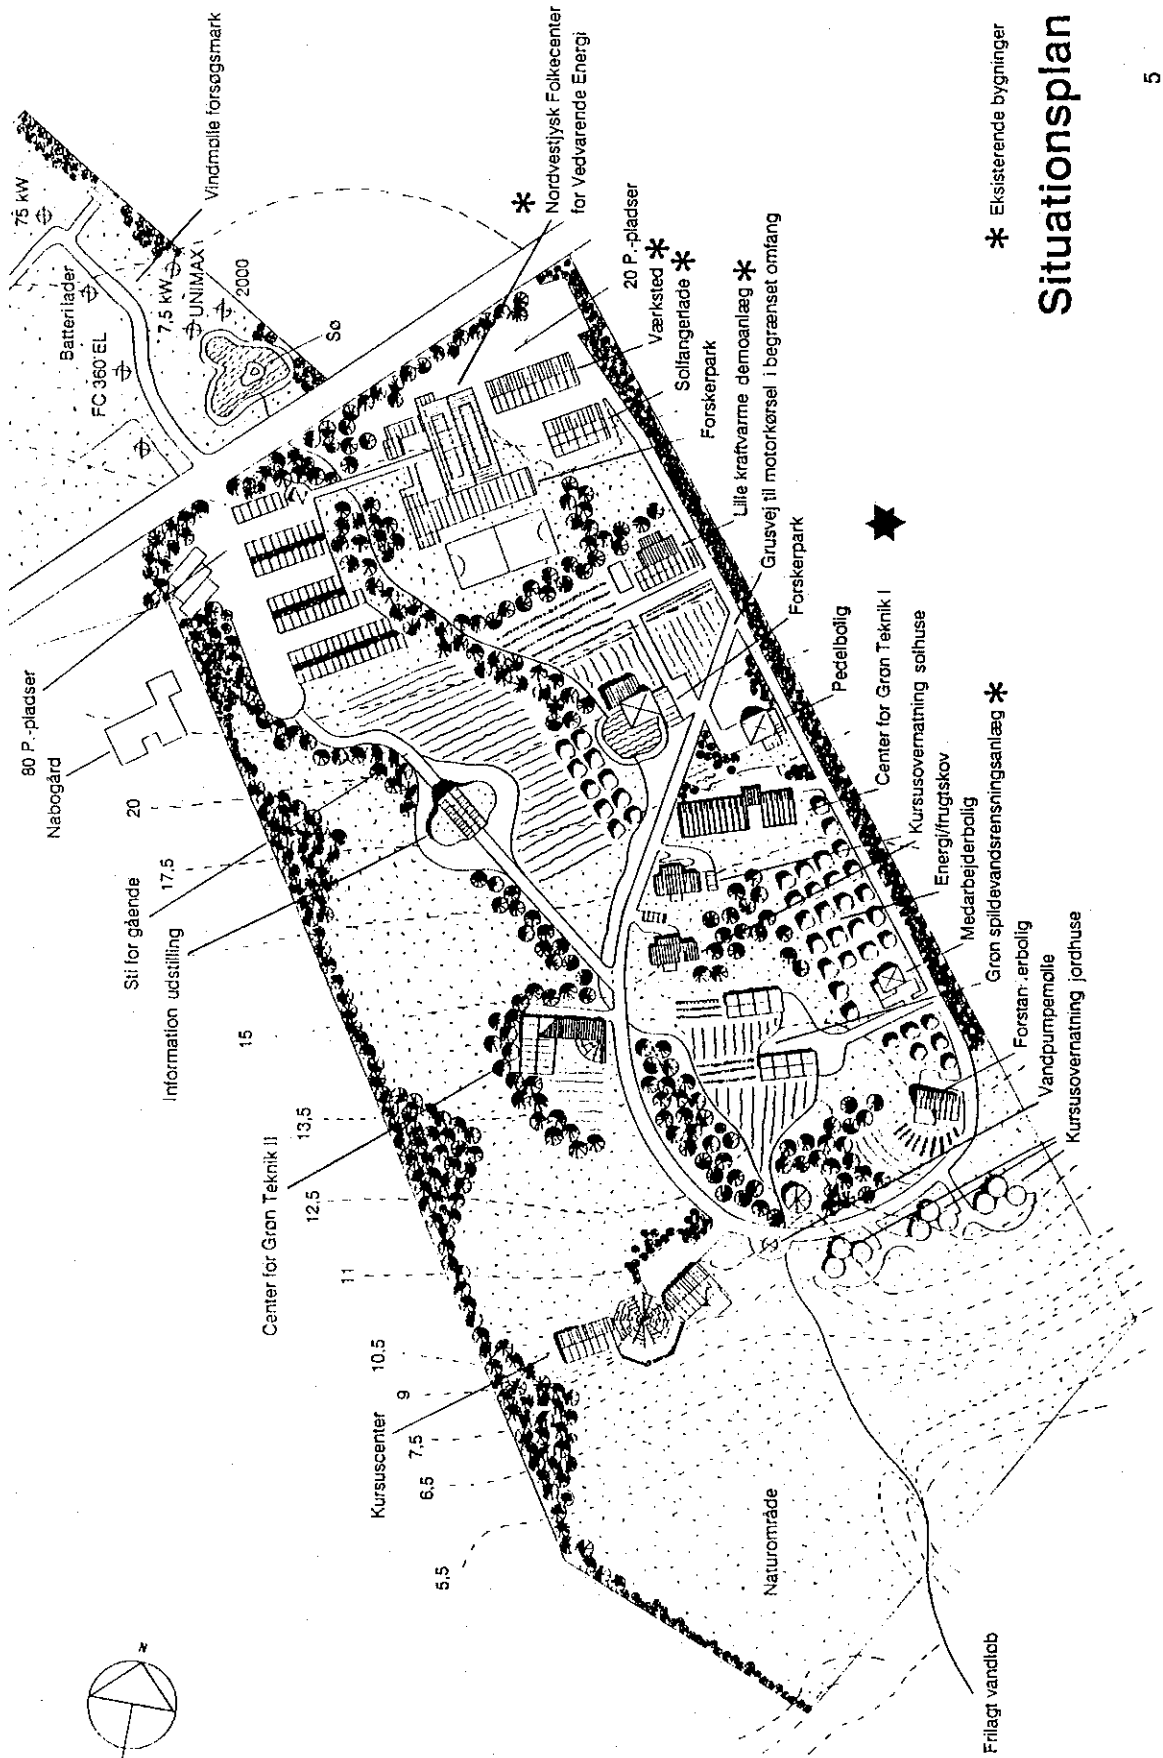 Situationsplan
* Eksisterende bygninger
5
75 kW
Batterilader
FC 360' EL
7,5 kW
UNIMAX
2000
Sø
Vindmølle forsøgsmark
* Nordvestjysk Folkecenter
for Vedvarende Energi
20 P.-pladser
Værksted *
Solfangerlade *
Forskerpark
Lille kraftvarme demoanlæg *
Grusvej til motorkørsel i begrænset omfang
Forskerpark
Pedelbolig
Center for Grøn Teknik I
Kursusovernatning solhuse
Energi/frugtskov
Medarbejderbolig
Grøn spildevandsrensningsanlæg *
Forstan.erbolig
Vandpumpemølle
Kursusovernatning jordhuse
80 P.-pladser
Nabogård
20
Sti for gående
17,5
Information udstilling
15
Center for Grøn Teknik II
13,5
12,5
11
Kursuscenter
10,5
9
7,5
6,5
5,5
Naturområde
Frilagt vandløb
N